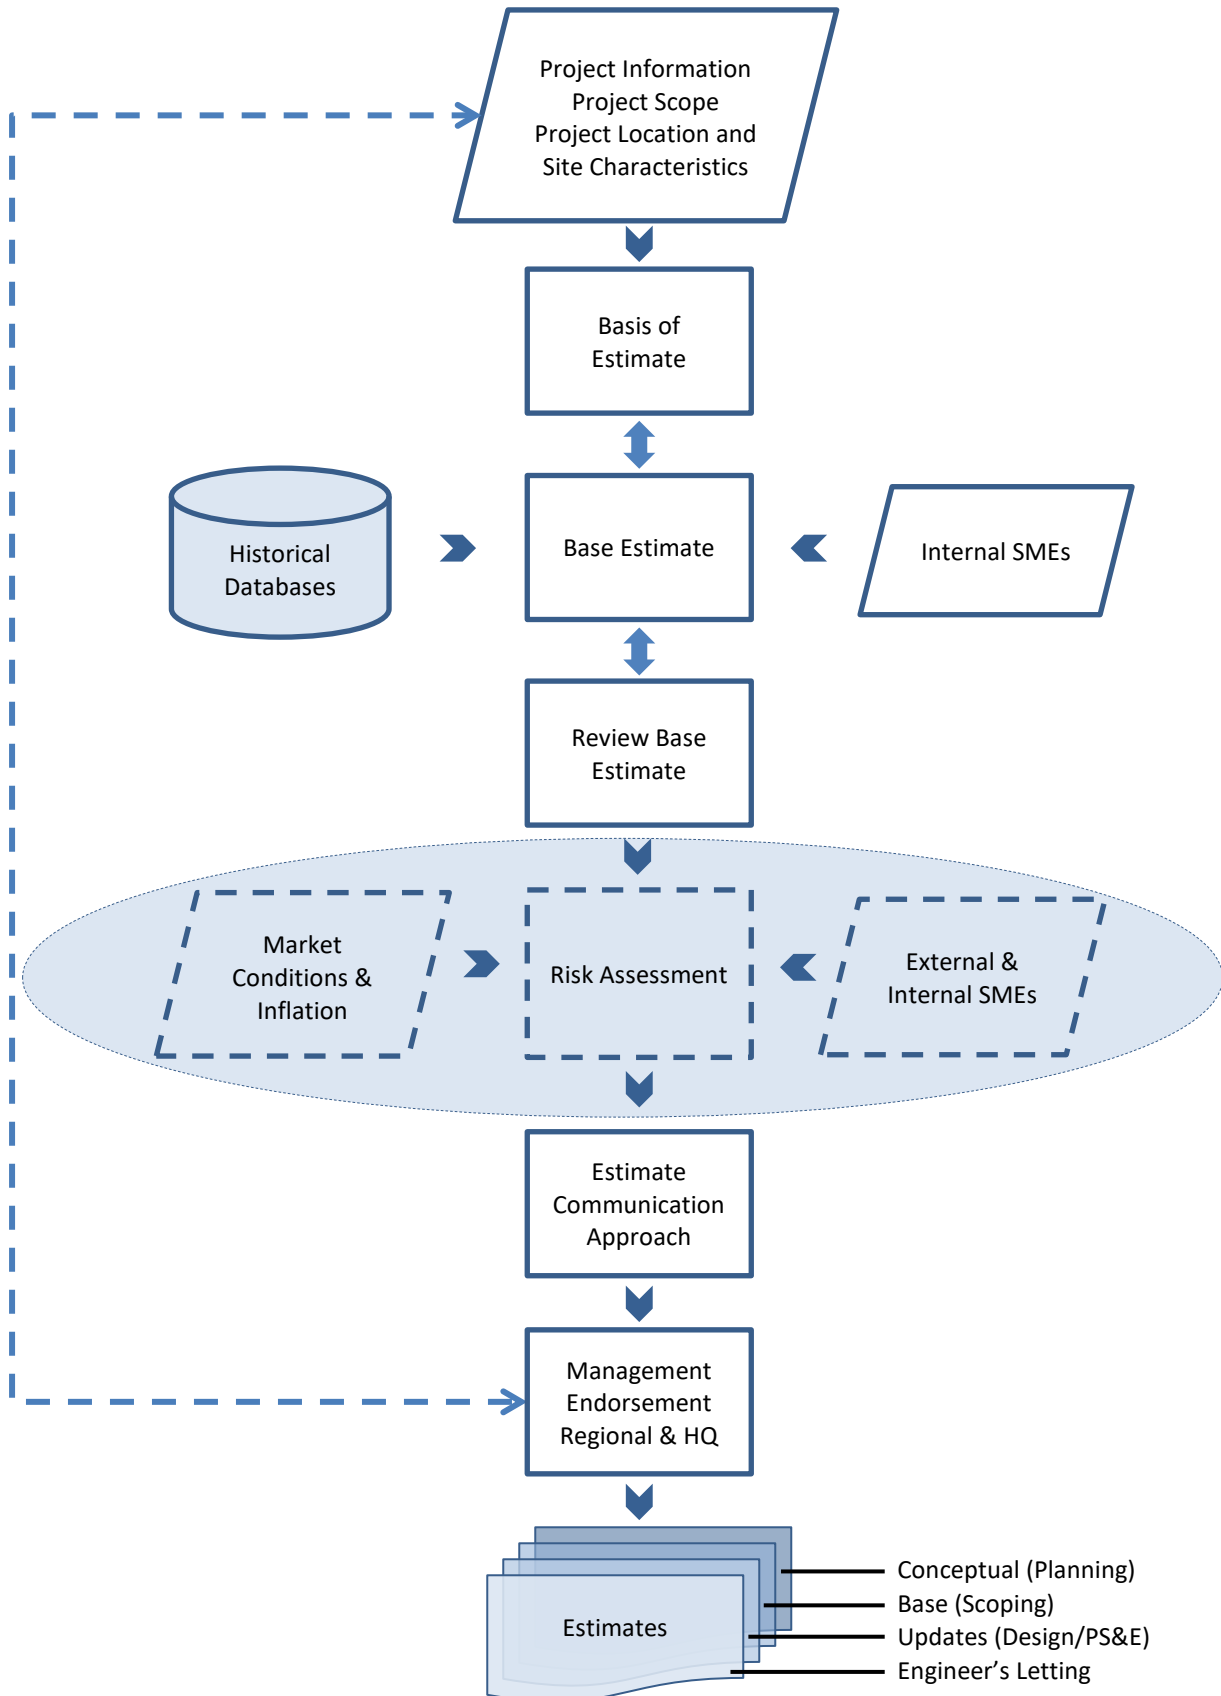 Project Information
Project Scope
Project Location and
Site Characteristics
Basis of
Estimate
Historical
Databases
Base Estimate
Internal SMEs
Review Base
Estimate
Market
Conditions &
Inflation
Risk Assessment
External &
Internal SMEs
Estimate
Communication
Approach
Management
Endorsement
Regional & HQ
Estimates
Conceptual (Planning)
Base (Scoping)
Updates (Design/PS&E)
Engineer’s Letting